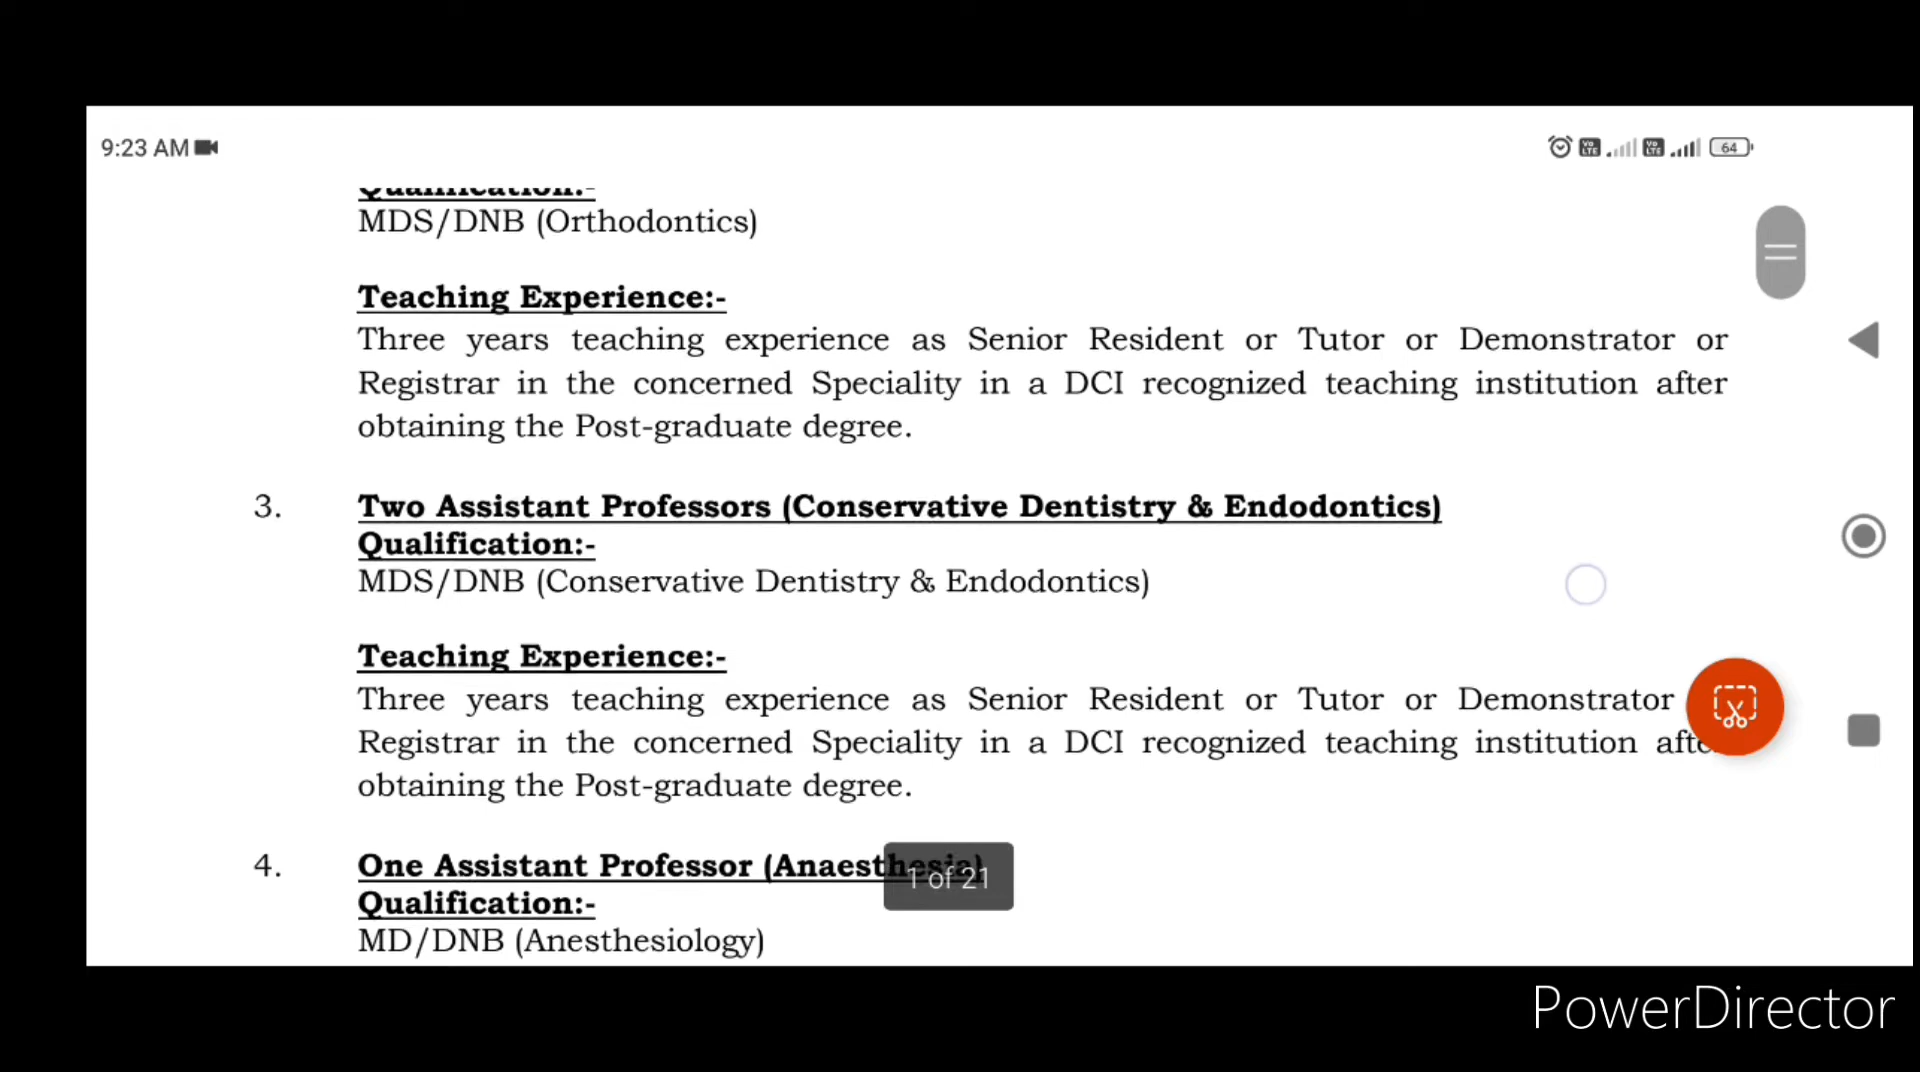 9:23 AM
64
Qualification:-
MDS/DNB (Orthodontics)
Teaching Experience:-
Three years teaching experience as Senior Resident or Tutor or Demonstrator or
Registrar in the concerned Speciality in a DCI recognized teaching institution after
obtaining the Post-graduate degree.
3. Two Assistant Professors (Conservative Dentistry & Endodontics)
Qualification:-
MDS/DNB (Conservative Dentistry & Endodontics)
Teaching Experience:-
Three years teaching experience as Senior Resident or Tutor or Demonstrator
Registrar in the concerned Speciality in a DCI recognized teaching institution after
obtaining the Post-graduate degree.
4. One Assistant Professor (Anaesthesia)
1 of 21
Qualification:-
MD/DNB (Anesthesiology)
PowerDirector